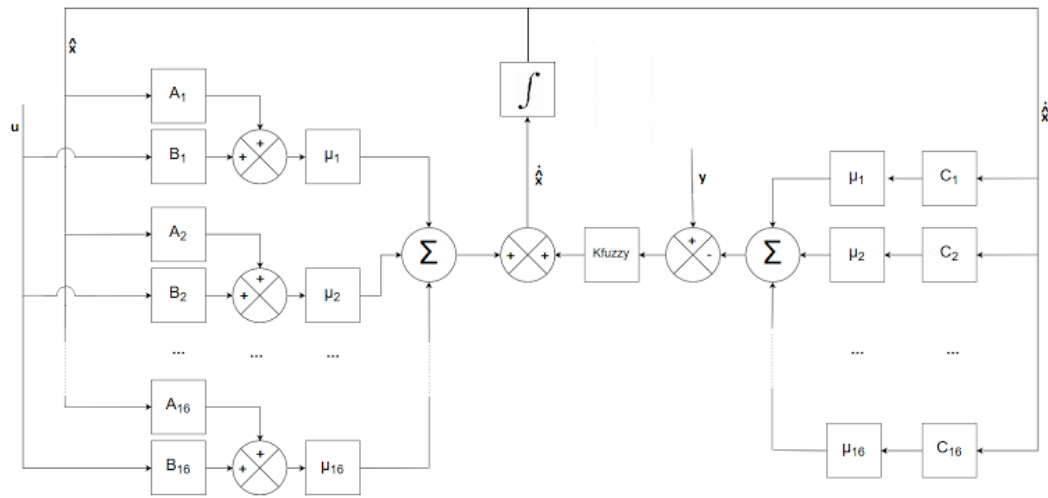 x̂
∫
A₁
u
+
B₁
+
μ₁
x̂̇
y
μ₁
C₁
x̂̇
A₂
+
B₂
+
μ₂
Σ
+
+
Kfuzzy
+
-
Σ
μ₂
C₂
...
...
...
...
...
A₁₆
+
B₁₆
+
μ₁₆
μ₁₆
C₁₆